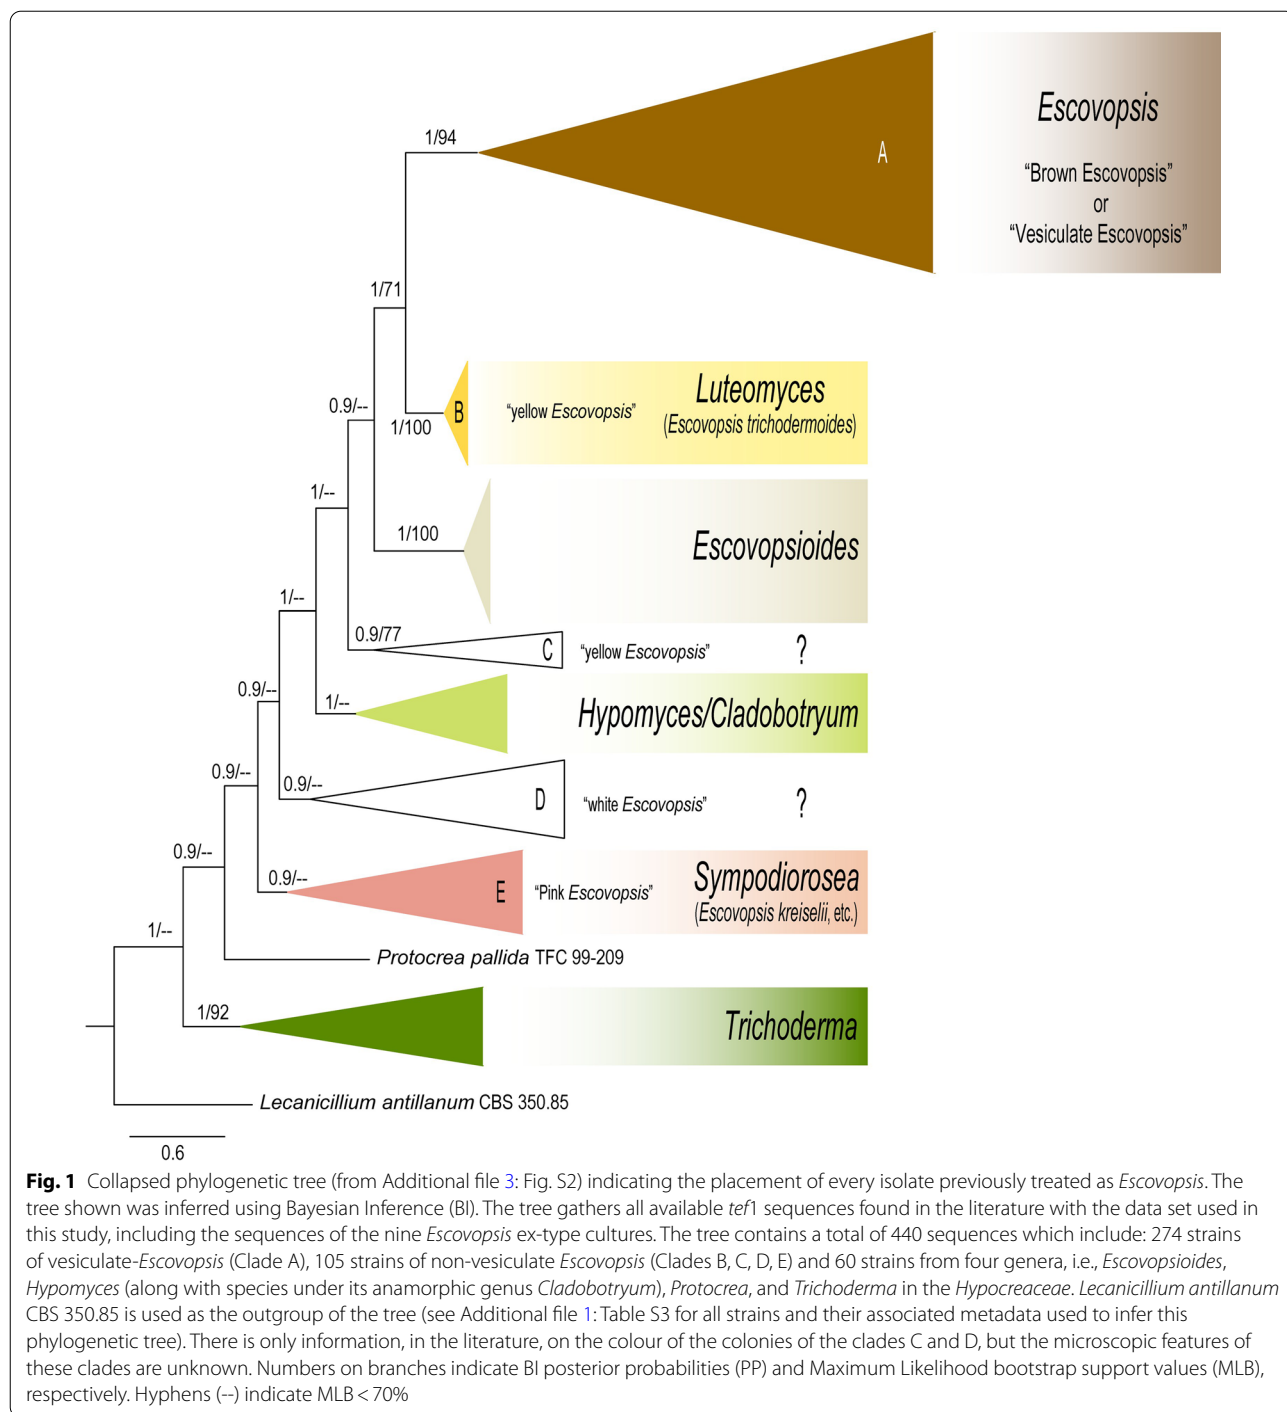 1/94
A
Escovopsis
“Brown Escovopsis”
or
“Vesiculate Escovopsis”
1/71
0.9/--
1/100
B
“yellow Escovopsis”
Luteomyces
(Escovopsis trichodermoides)
1/--
1/100
Escovopsioides
1/--
0.9/77
C
“yellow Escovopsis”
?
0.9/--
1/--
Hypomyces/Cladobotryum
0.9/--
0.9/--
D
“white Escovopsis”
?
0.9/--
0.9/--
E
“Pink Escovopsis”
Sympodiorosea
(Escovopsis kreiselii, etc.)
1/--
Protocrea pallida TFC 99-209
1/92
Trichoderma
Lecanicillium antillanum CBS 350.85
0.6
Fig. 1 Collapsed phylogenetic tree (from Additional file 3: Fig. S2) indicating the placement of every isolate previously treated as Escovopsis. The
tree shown was inferred using Bayesian Inference (BI). The tree gathers all available tef1 sequences found in the literature with the data set used in
this study, including the sequences of the nine Escovopsis ex-type cultures. The tree contains a total of 440 sequences which include: 274 strains
of vesiculate-Escovopsis (Clade A), 105 strains of non-vesiculate Escovopsis (Clades B, C, D, E) and 60 strains from four genera, i.e., Escovopsioides,
Hypomyces (along with species under its anamorphic genus Cladobotryum), Protocrea, and Trichoderma in the Hypocreaceae. Lecanicillium antillanum
CBS 350.85 is used as the outgroup of the tree (see Additional file 1: Table S3 for all strains and their associated metadata used to infer this
phylogenetic tree). There is only information, in the literature, on the colour of the colonies of the clades C and D, but the microscopic features of
these clades are unknown. Numbers on branches indicate BI posterior probabilities (PP) and Maximum Likelihood bootstrap support values (MLB),
respectively. Hyphens (--) indicate MLB < 70%